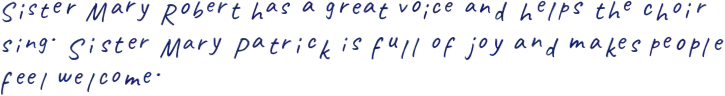 Sister Mary Robert has a great voice and helps the choir
sing. Sister Mary Patrick is full of joy and makes people
feel welcome.